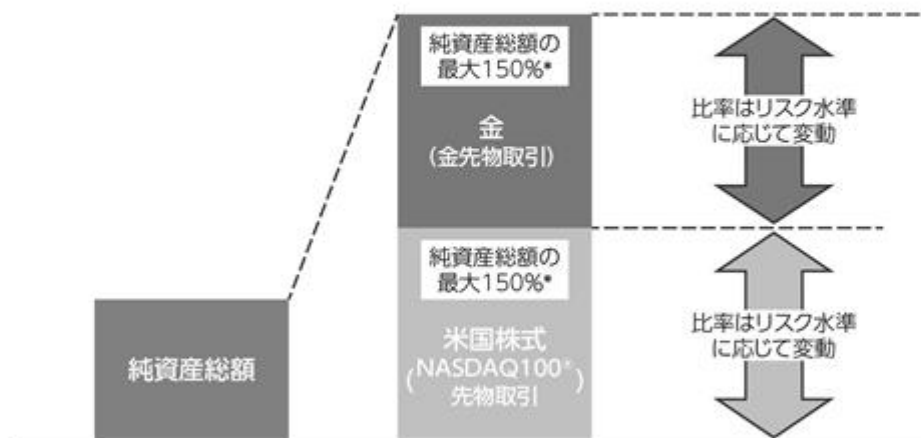 純資産総額の
最大150%*
金
(金先物取引)
比率はリスク水準
に応じて変動
純資産総額の
最大150%*
米国株式
(NASDAQ100®
先物取引)
比率はリスク水準
に応じて変動
純資産総額